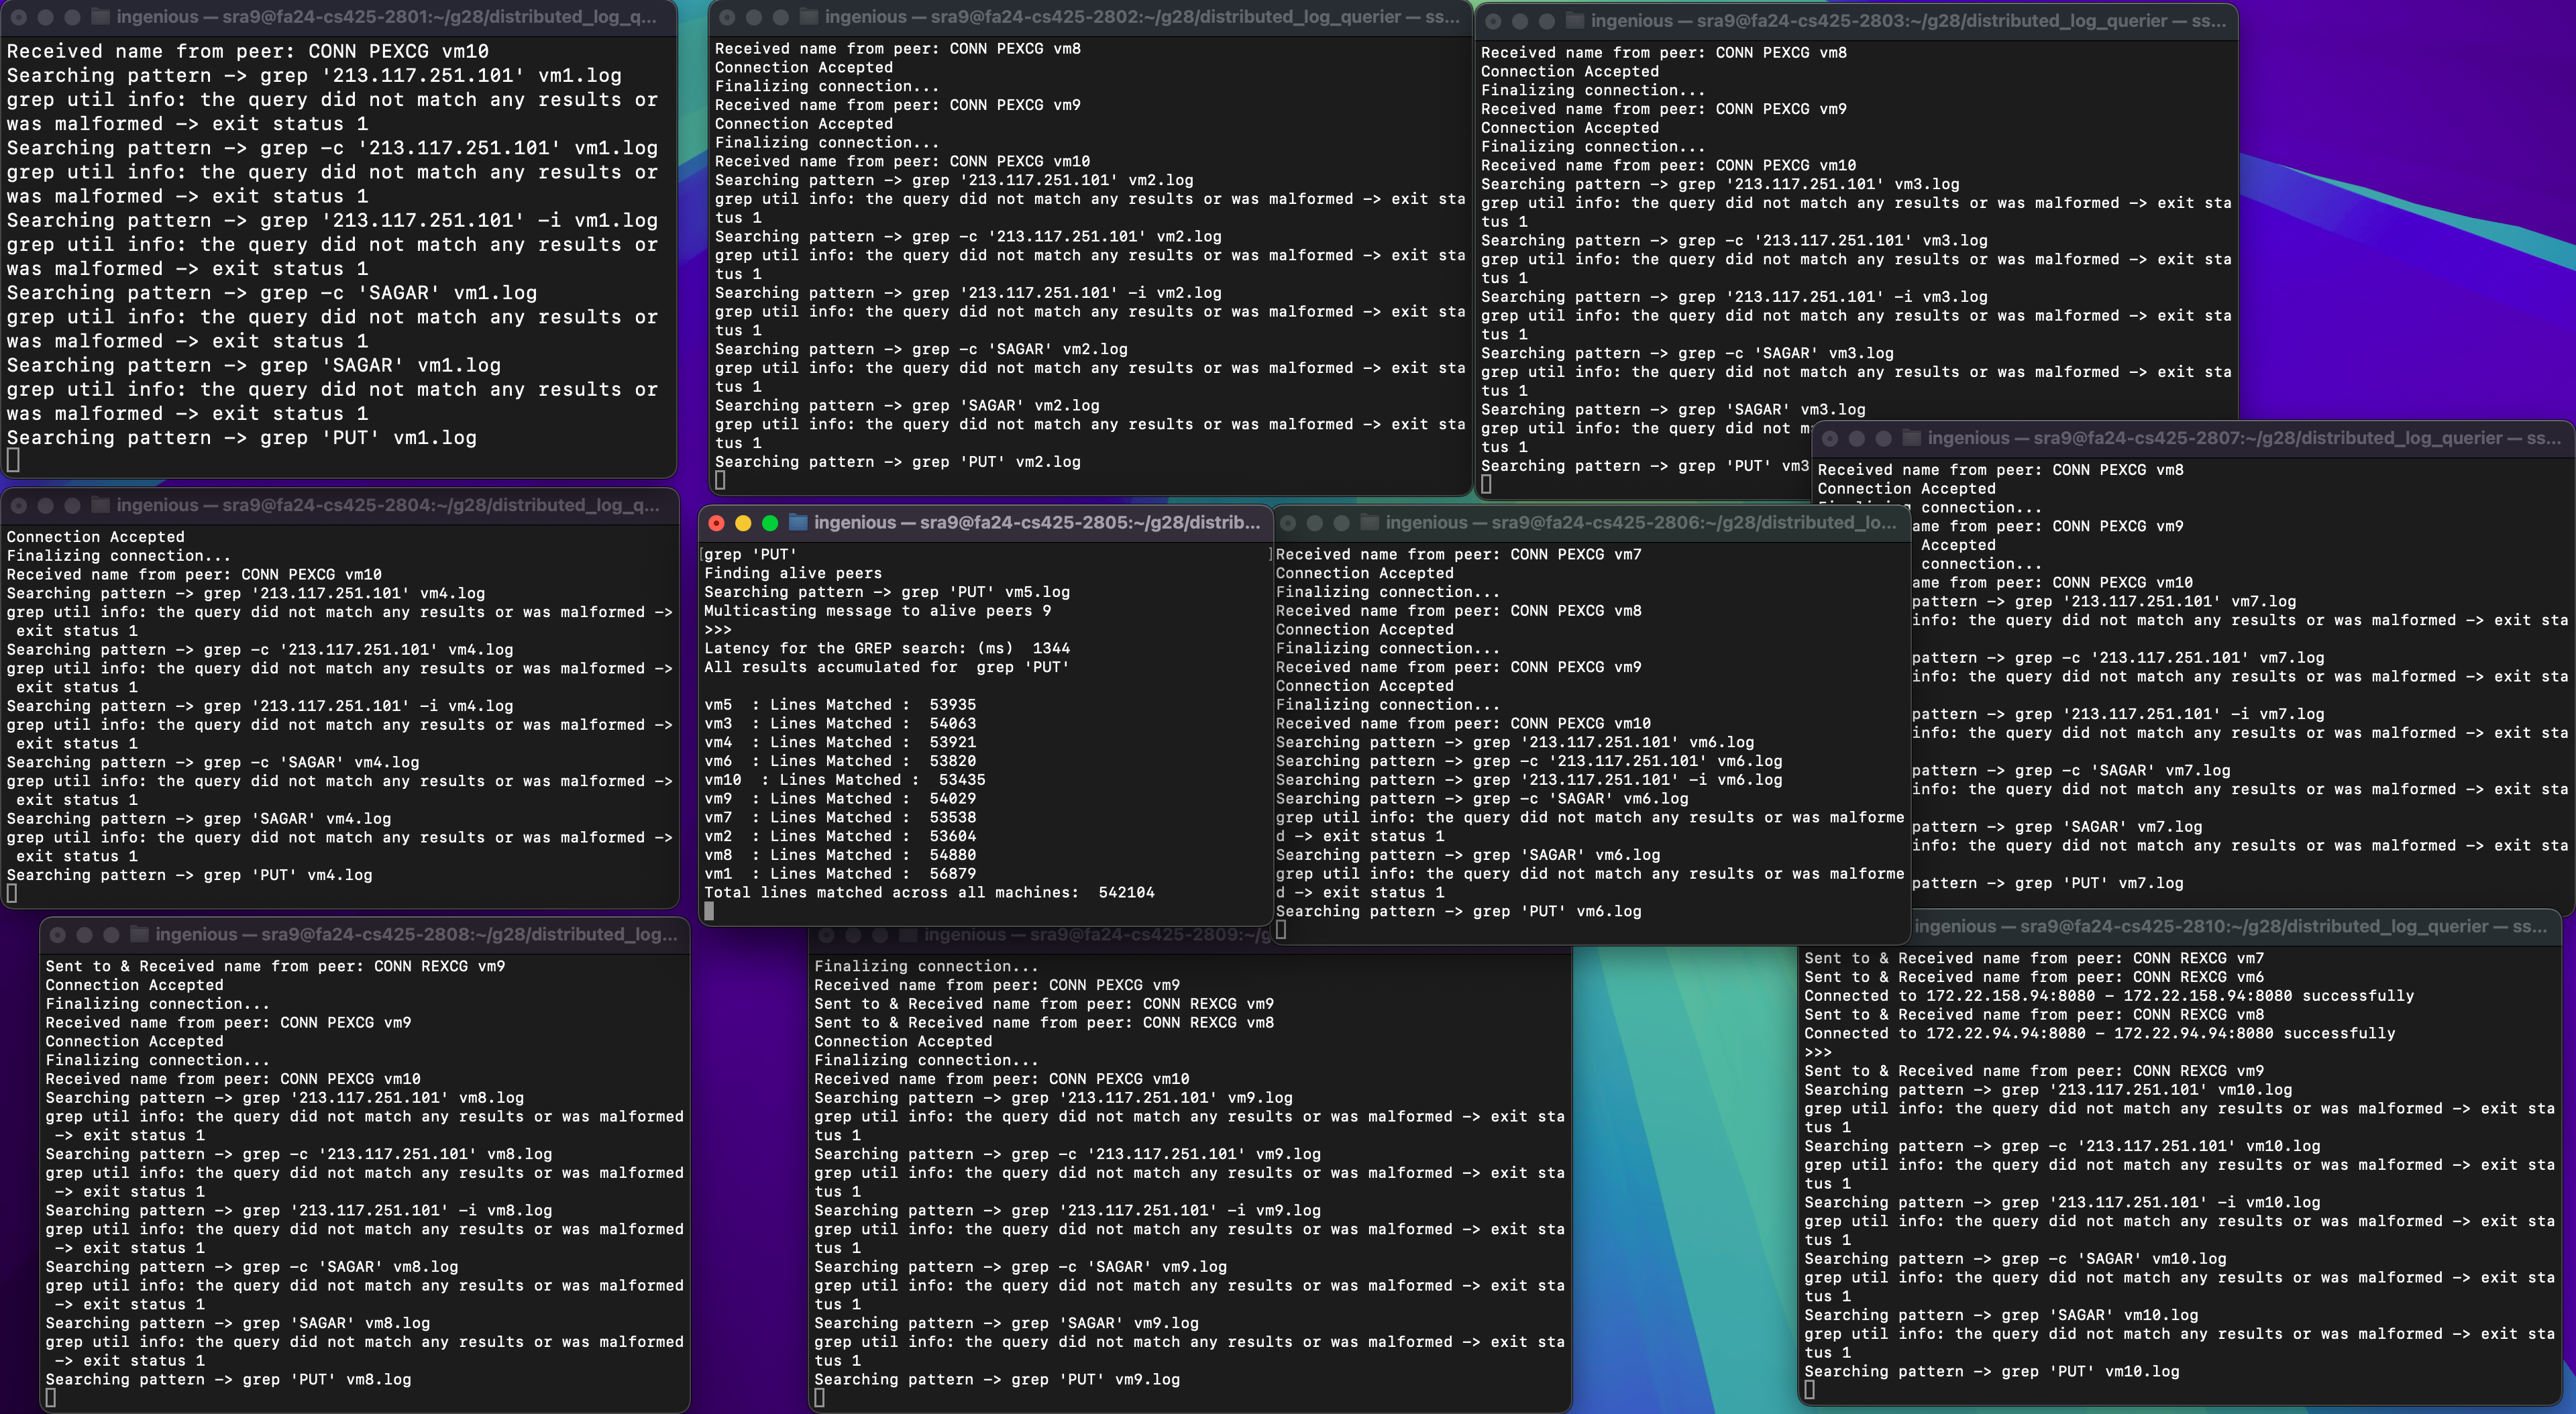 ingenious — sra9@fa24-cs425-2801:~/g28/distributed_log_q...
Received name from peer: CONN PEXCG vm10
Searching pattern -> grep '213.117.251.101' vm1.log
grep util info: the query did not match any results or
was malformed -> exit status 1
Searching pattern -> grep -c '213.117.251.101' vm1.log
grep util info: the query did not match any results or
was malformed -> exit status 1
Searching pattern -> grep '213.117.251.101' -i vm1.log
grep util info: the query did not match any results or
was malformed -> exit status 1
Searching pattern -> grep -c 'SAGAR' vm1.log
grep util info: the query did not match any results or
was malformed -> exit status 1
Searching pattern -> grep 'SAGAR' vm1.log
grep util info: the query did not match any results or
was malformed -> exit status 1
Searching pattern -> grep 'PUT' vm1.log
ingenious — sra9@fa24-cs425-2802:~/g28/distributed_log_querier — ss...
Received name from peer: CONN PEXCG vm8
Connection Accepted
Finalizing connection...
Received name from peer: CONN PEXCG vm9
Connection Accepted
Finalizing connection...
Received name from peer: CONN PEXCG vm10
Searching pattern -> grep '213.117.251.101' vm2.log
grep util info: the query did not match any results or was malformed -> exit sta
tus 1
Searching pattern -> grep -c '213.117.251.101' vm2.log
grep util info: the query did not match any results or was malformed -> exit sta
tus 1
Searching pattern -> grep '213.117.251.101' -i vm2.log
grep util info: the query did not match any results or was malformed -> exit sta
tus 1
Searching pattern -> grep -c 'SAGAR' vm2.log
grep util info: the query did not match any results or was malformed -> exit sta
tus 1
Searching pattern -> grep 'SAGAR' vm2.log
grep util info: the query did not match any results or was malformed -> exit sta
tus 1
Searching pattern -> grep 'PUT' vm2.log
ingenious — sra9@fa24-cs425-2803:~/g28/distributed_log_querier — ss...
Received name from peer: CONN PEXCG vm8
Connection Accepted
Finalizing connection...
Received name from peer: CONN PEXCG vm9
Connection Accepted
Finalizing connection...
Received name from peer: CONN PEXCG vm10
Searching pattern -> grep '213.117.251.101' vm3.log
grep util info: the query did not match any results or was malformed -> exit sta
tus 1
Searching pattern -> grep -c '213.117.251.101' vm3.log
grep util info: the query did not match any results or was malformed -> exit sta
tus 1
Searching pattern -> grep '213.117.251.101' -i vm3.log
grep util info: the query did not match any results or was malformed -> exit sta
tus 1
Searching pattern -> grep -c 'SAGAR' vm3.log
grep util info: the query did not match any results or was malformed -> exit sta
tus 1
Searching pattern -> grep 'SAGAR' vm3.log
grep util info: the query did not m
tus 1
Searching pattern -> grep 'PUT' vm3
ingenious — sra9@fa24-cs425-2804:~/g28/distributed_log_q...
Connection Accepted
Finalizing connection...
Received name from peer: CONN PEXCG vm10
Searching pattern -> grep '213.117.251.101' vm4.log
grep util info: the query did not match any results or was malformed ->
exit status 1
Searching pattern -> grep -c '213.117.251.101' vm4.log
grep util info: the query did not match any results or was malformed ->
exit status 1
Searching pattern -> grep '213.117.251.101' -i vm4.log
grep util info: the query did not match any results or was malformed ->
exit status 1
Searching pattern -> grep -c 'SAGAR' vm4.log
grep util info: the query did not match any results or was malformed ->
exit status 1
Searching pattern -> grep 'SAGAR' vm4.log
grep util info: the query did not match any results or was malformed ->
exit status 1
Searching pattern -> grep 'PUT' vm4.log
ingenious — sra9@fa24-cs425-2805:~/g28/distrib...
[grep 'PUT' ]
Finding alive peers
Searching pattern -> grep 'PUT' vm5.log
Multicasting message to alive peers 9
>>>
Latency for the GREP search: (ms)  1344
All results accumulated for  grep 'PUT'
vm5  : Lines Matched :  53935
vm3  : Lines Matched :  54063
vm4  : Lines Matched :  53921
vm6  : Lines Matched :  53820
vm10  : Lines Matched :  53435
vm9  : Lines Matched :  54029
vm7  : Lines Matched :  53538
vm2  : Lines Matched :  53604
vm8  : Lines Matched :  54880
vm1  : Lines Matched :  56879
Total lines matched across all machines:  542104
ingenious — sra9@fa24-cs425-2806:~/g28/distributed_lo...
Received name from peer: CONN PEXCG vm7
Connection Accepted
Finalizing connection...
Received name from peer: CONN PEXCG vm8
Connection Accepted
Finalizing connection...
Received name from peer: CONN PEXCG vm9
Connection Accepted
Finalizing connection...
Received name from peer: CONN PEXCG vm10
Searching pattern -> grep '213.117.251.101' vm6.log
Searching pattern -> grep -c '213.117.251.101' vm6.log
Searching pattern -> grep '213.117.251.101' -i vm6.log
Searching pattern -> grep -c 'SAGAR' vm6.log
grep util info: the query did not match any results or was malforme
d -> exit status 1
Searching pattern -> grep 'SAGAR' vm6.log
grep util info: the query did not match any results or was malforme
d -> exit status 1
Searching pattern -> grep 'PUT' vm6.log
ingenious — sra9@fa24-cs425-2807:~/g28/distributed_log_querier — ss...
Received name from peer: CONN PEXCG vm8
Connection Accepted
connection...
ame from peer: CONN PEXCG vm9
Accepted
connection...
ame from peer: CONN PEXCG vm10
pattern -> grep '213.117.251.101' vm7.log
info: the query did not match any results or was malformed -> exit sta
pattern -> grep -c '213.117.251.101' vm7.log
info: the query did not match any results or was malformed -> exit sta
pattern -> grep '213.117.251.101' -i vm7.log
info: the query did not match any results or was malformed -> exit sta
pattern -> grep -c 'SAGAR' vm7.log
info: the query did not match any results or was malformed -> exit sta
pattern -> grep 'SAGAR' vm7.log
info: the query did not match any results or was malformed -> exit sta
pattern -> grep 'PUT' vm7.log
ingenious — sra9@fa24-cs425-2808:~/g28/distributed_log...
Sent to & Received name from peer: CONN REXCG vm9
Connection Accepted
Finalizing connection...
Received name from peer: CONN PEXCG vm9
Connection Accepted
Finalizing connection...
Received name from peer: CONN PEXCG vm10
Searching pattern -> grep '213.117.251.101' vm8.log
grep util info: the query did not match any results or was malformed
-> exit status 1
Searching pattern -> grep -c '213.117.251.101' vm8.log
grep util info: the query did not match any results or was malformed
-> exit status 1
Searching pattern -> grep '213.117.251.101' -i vm8.log
grep util info: the query did not match any results or was malformed
-> exit status 1
Searching pattern -> grep -c 'SAGAR' vm8.log
grep util info: the query did not match any results or was malformed
-> exit status 1
Searching pattern -> grep 'SAGAR' vm8.log
grep util info: the query did not match any results or was malformed
-> exit status 1
Searching pattern -> grep 'PUT' vm8.log
ingenious — sra9@fa24-cs425-2809:~/g
Finalizing connection...
Received name from peer: CONN PEXCG vm9
Sent to & Received name from peer: CONN REXCG vm9
Sent to & Received name from peer: CONN REXCG vm8
Connection Accepted
Finalizing connection...
Received name from peer: CONN PEXCG vm10
Searching pattern -> grep '213.117.251.101' vm9.log
grep util info: the query did not match any results or was malformed -> exit sta
tus 1
Searching pattern -> grep -c '213.117.251.101' vm9.log
grep util info: the query did not match any results or was malformed -> exit sta
tus 1
Searching pattern -> grep '213.117.251.101' -i vm9.log
grep util info: the query did not match any results or was malformed -> exit sta
tus 1
Searching pattern -> grep -c 'SAGAR' vm9.log
grep util info: the query did not match any results or was malformed -> exit sta
tus 1
Searching pattern -> grep 'SAGAR' vm9.log
grep util info: the query did not match any results or was malformed -> exit sta
tus 1
Searching pattern -> grep 'PUT' vm9.log
ingenious — sra9@fa24-cs425-2810:~/g28/distributed_log_querier — ss...
Sent to & Received name from peer: CONN REXCG vm7
Sent to & Received name from peer: CONN REXCG vm6
Connected to 172.22.158.94:8080 - 172.22.158.94:8080 successfully
Sent to & Received name from peer: CONN REXCG vm8
Connected to 172.22.94.94:8080 - 172.22.94.94:8080 successfully
>>>
Sent to & Received name from peer: CONN REXCG vm9
Searching pattern -> grep '213.117.251.101' vm10.log
grep util info: the query did not match any results or was malformed -> exit sta
tus 1
Searching pattern -> grep -c '213.117.251.101' vm10.log
grep util info: the query did not match any results or was malformed -> exit sta
tus 1
Searching pattern -> grep '213.117.251.101' -i vm10.log
grep util info: the query did not match any results or was malformed -> exit sta
tus 1
Searching pattern -> grep -c 'SAGAR' vm10.log
grep util info: the query did not match any results or was malformed -> exit sta
tus 1
Searching pattern -> grep 'SAGAR' vm10.log
grep util info: the query did not match any results or was malformed -> exit sta
tus 1
Searching pattern -> grep 'PUT' vm10.log